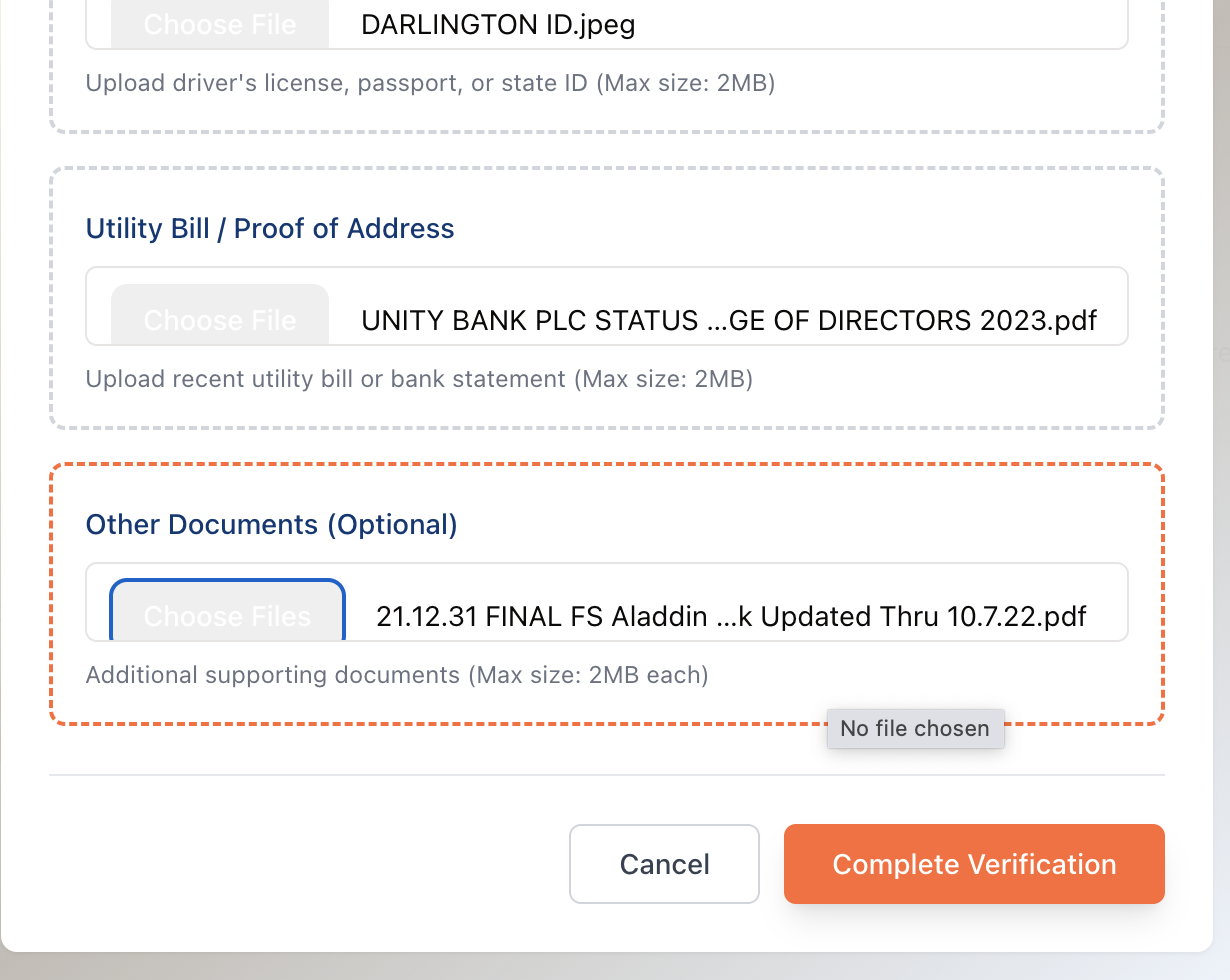 Choose File DARLINGTON ID.jpeg
Upload driver's license, passport, or state ID (Max size: 2MB)
Utility Bill / Proof of Address
Choose File UNITY BANK PLC STATUS ...GE OF DIRECTORS 2023.pdf
Upload recent utility bill or bank statement (Max size: 2MB)
Other Documents (Optional)
Choose Files 21.12.31 FINAL FS Aladdin ...k Updated Thru 10.7.22.pdf
Additional supporting documents (Max size: 2MB each)
No file chosen
Cancel Complete Verification